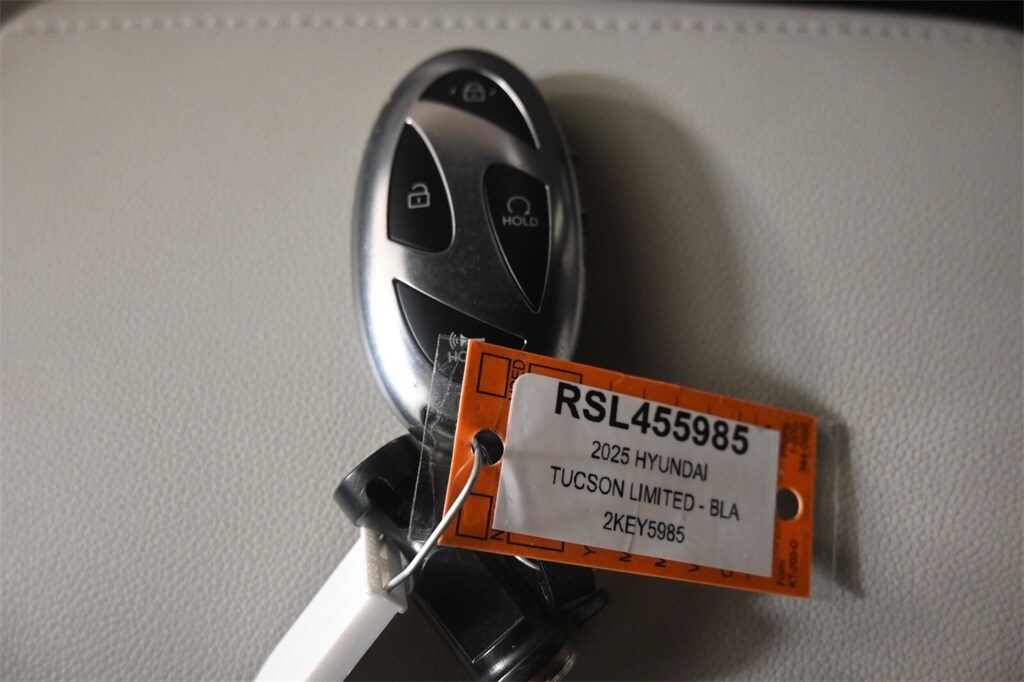 HOLD
RSL455985
2025 HYUNDAI
TUCSON LIMITED - BLA
2KEY5985